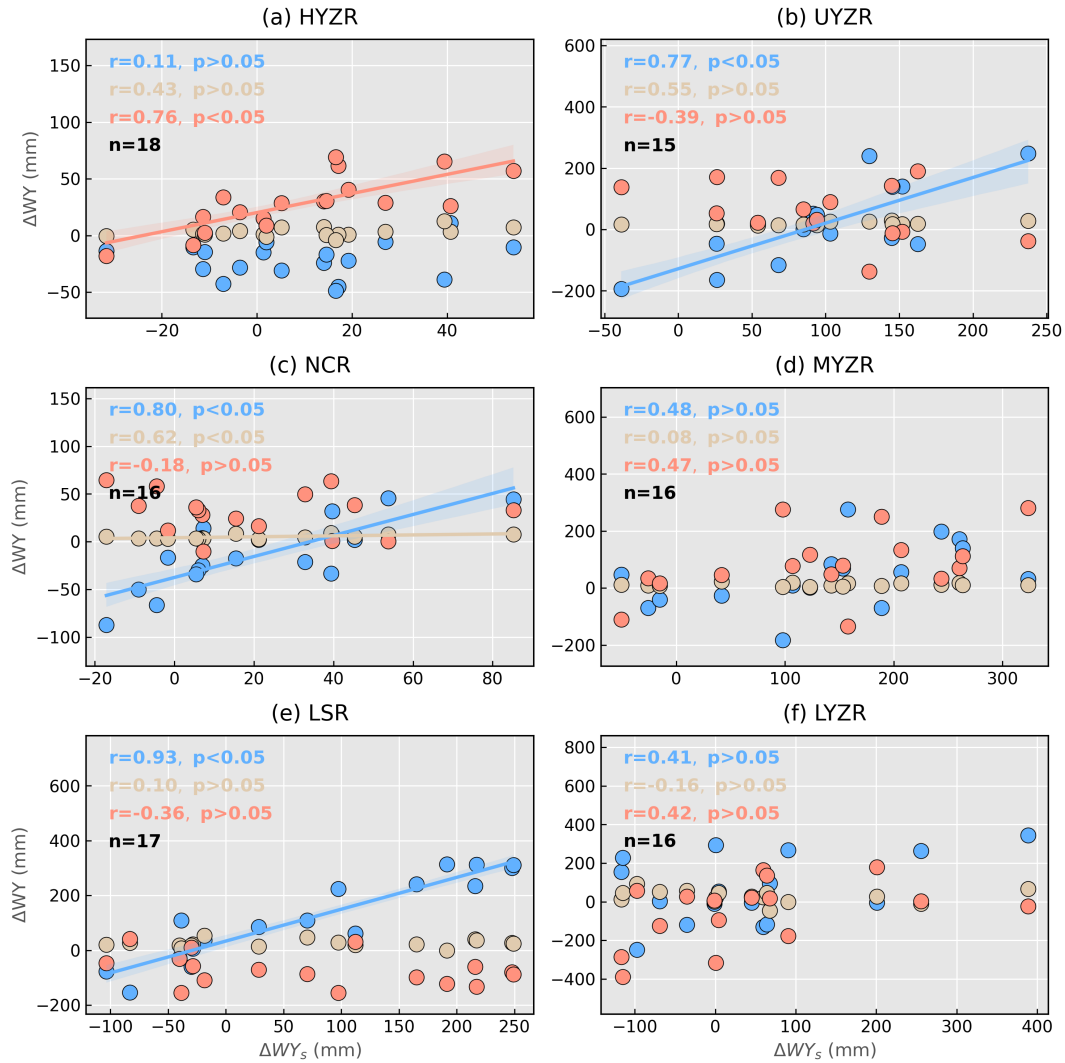 (a) HYZR
r=0.11, p>0.05
r=0.43, p>0.05
r=0.76, p<0.05
n=18
ΔWY (mm)
150
100
50
0
−50
−20
0
20
40
(b) UYZR
r=0.77, p<0.05
r=0.55, p>0.05
r=-0.39, p>0.05
n=15
600
400
200
0
−200
−50
0
50
100
150
200
250
(c) NCR
r=0.80, p<0.05
r=0.62, p<0.05
r=-0.18, p>0.05
n=16
ΔWY (mm)
150
100
50
0
−50
−100
−20
0
20
40
60
80
(d) MYZR
r=0.48, p>0.05
r=0.08, p>0.05
r=0.47, p>0.05
n=16
600
400
200
0
−200
0
100
200
300
(e) LSR
r=0.93, p<0.05
r=0.10, p>0.05
r=-0.36, p>0.05
n=17
ΔWY (mm)
600
400
200
0
−200
−100
−50
0
50
100
150
200
250
ΔWYₛ (mm)
(f) LYZR
r=0.41, p>0.05
r=-0.16, p>0.05
r=0.42, p>0.05
n=16
800
600
400
200
0
−200
−400
−100
0
100
200
300
400
ΔWYₛ (mm)